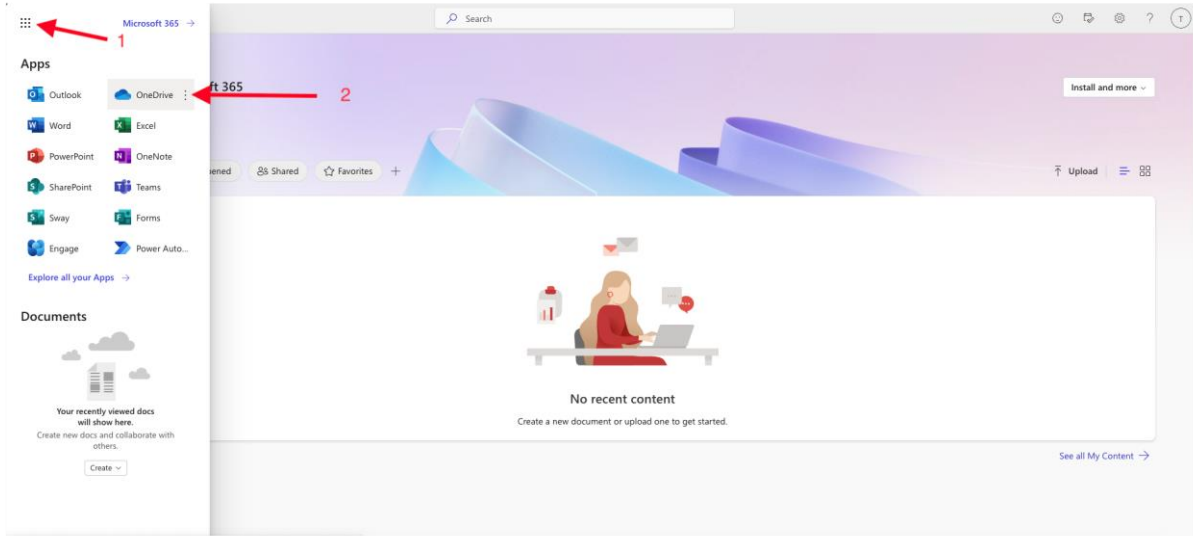 Microsoft 365 →
Search
?
T
1
Apps
Outlook
OneDrive
2
ft 365
Install and more
Word
Excel
PowerPoint
OneNote
ened
Shared
Favorites
+
Upload
SharePoint
Teams
Sway
Forms
Engage
Power Auto...
Explore all your Apps →
Documents
Your recently viewed docs
will show here.
Create new docs and collaborate with
others.
Create
No recent content
Create a new document or upload one to get started.
See all My Content →